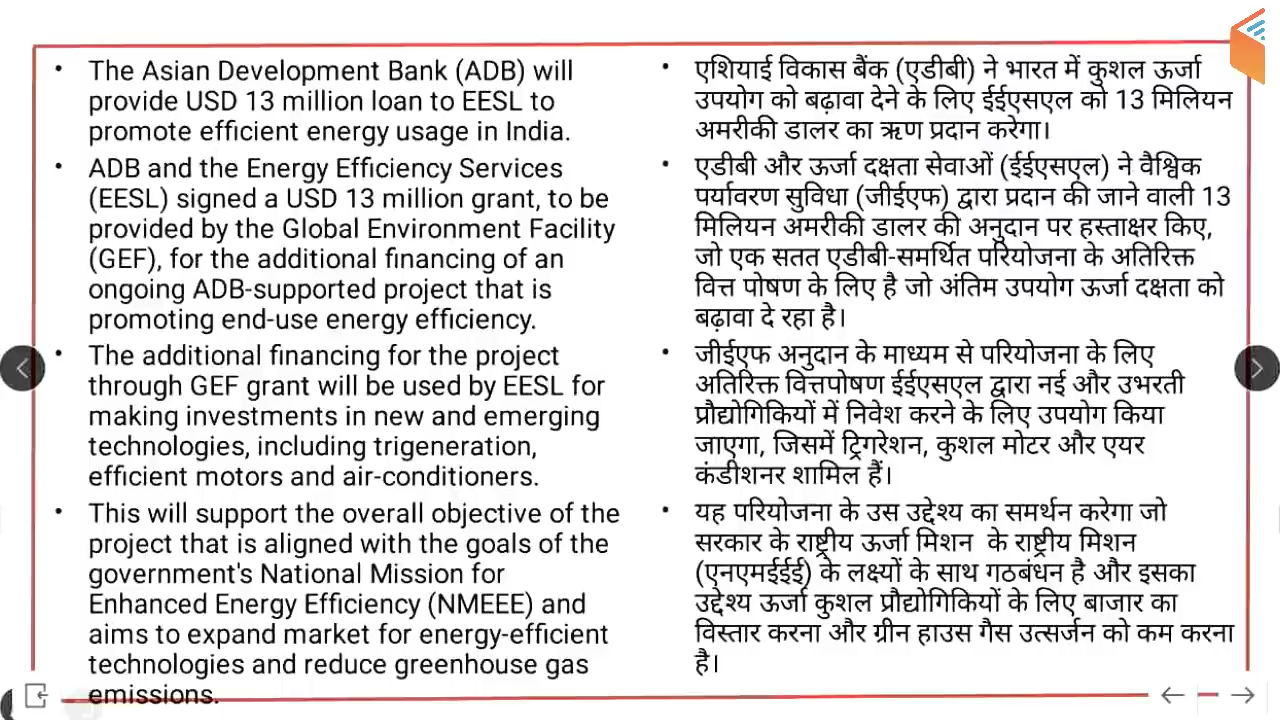 • The Asian Development Bank (ADB) will
provide USD 13 million loan to EESL to
promote efficient energy usage in India.
• ADB and the Energy Efficiency Services
(EESL) signed a USD 13 million grant, to be
provided by the Global Environment Facility
(GEF), for the additional financing of an
ongoing ADB-supported project that is
promoting end-use energy efficiency.
• The additional financing for the project
through GEF grant will be used by EESL for
making investments in new and emerging
technologies, including trigeneration,
efficient motors and air-conditioners.
• This will support the overall objective of the
project that is aligned with the goals of the
government's National Mission for
Enhanced Energy Efficiency (NMEEE) and
aims to expand market for energy-efficient
technologies and reduce greenhouse gas
emissions.
• एशियाई विकास बैंक (एडीबी) ने भारत में कुशल ऊर्जा
उपयोग को बढ़ावा देने के लिए ईईएसएल को 13 मिलियन
अमरीकी डालर का ऋण प्रदान करेगा।
• एडीबी और ऊर्जा दक्षता सेवाओं (ईईएसएल) ने वैश्विक
पर्यावरण सुविधा (जीईएफ) द्वारा प्रदान की जाने वाली 13
मिलियन अमरीकी डालर की अनुदान पर हस्ताक्षर किए,
जो एक सतत एडीबी-समर्थित परियोजना के अतिरिक्त
वित्त पोषण के लिए है जो अंतिम उपयोग ऊर्जा दक्षता को
बढ़ावा दे रहा है।
• जीईएफ अनुदान के माध्यम से परियोजना के लिए
अतिरिक्त वित्तपोषण ईईएसएल द्वारा नई और उभरती
प्रौद्योगिकियों में निवेश करने के लिए उपयोग किया
जाएगा, जिसमें ट्रिगरेशन, कुशल मोटर और एयर
कंडीशनर शामिल हैं।
• यह परियोजना के उस उद्देश्य का समर्थन करेगा जो
सरकार के राष्ट्रीय ऊर्जा मिशन के राष्ट्रीय मिशन
(एनएमईईई) के लक्ष्यों के साथ गठबंधन है और इसका
उद्देश्य ऊर्जा कुशल प्रौद्योगिकियों के लिए बाजार का
विस्तार करना और ग्रीन हाउस गैस उत्सर्जन को कम करना
है।